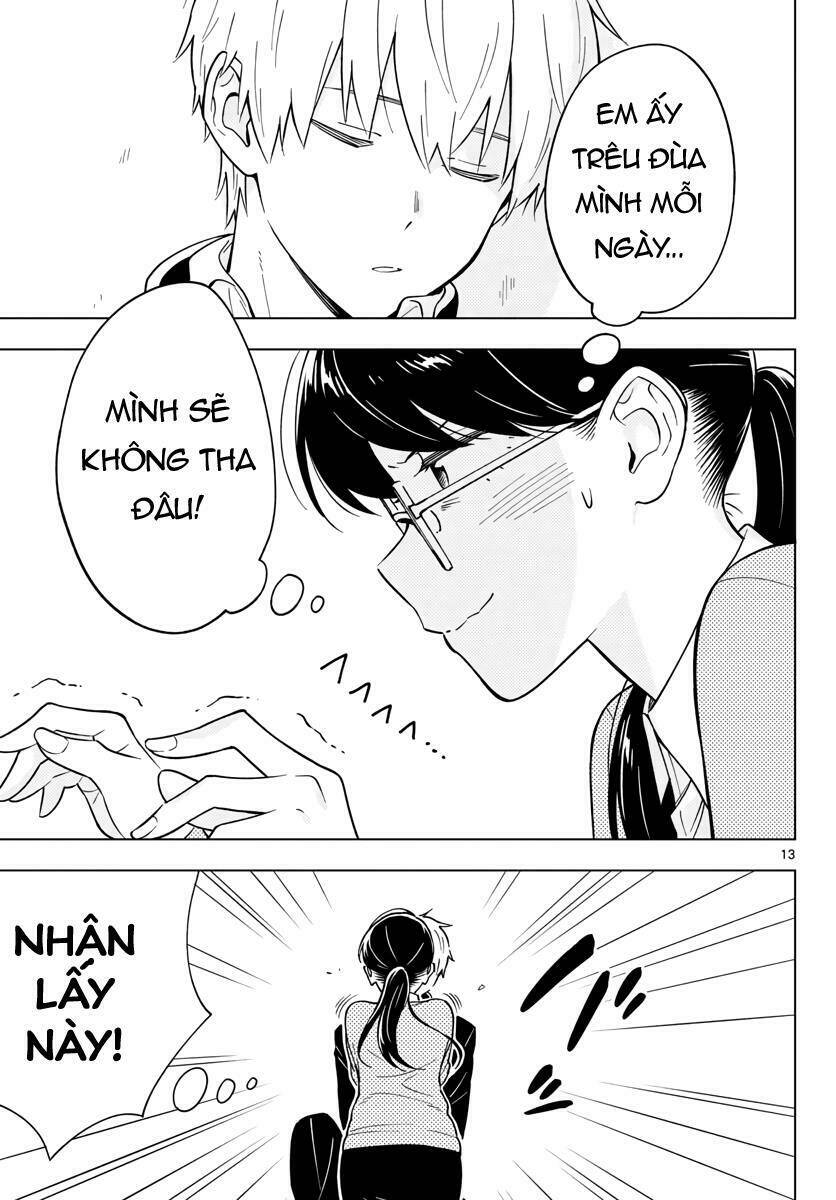 EM ẤY
TRÊU ĐÙA
MÌNH MỖI
NGÀY...
MÌNH SẼ
KHÔNG THA
ĐÂU!
13
NHẬN
LẤY
NÀY!